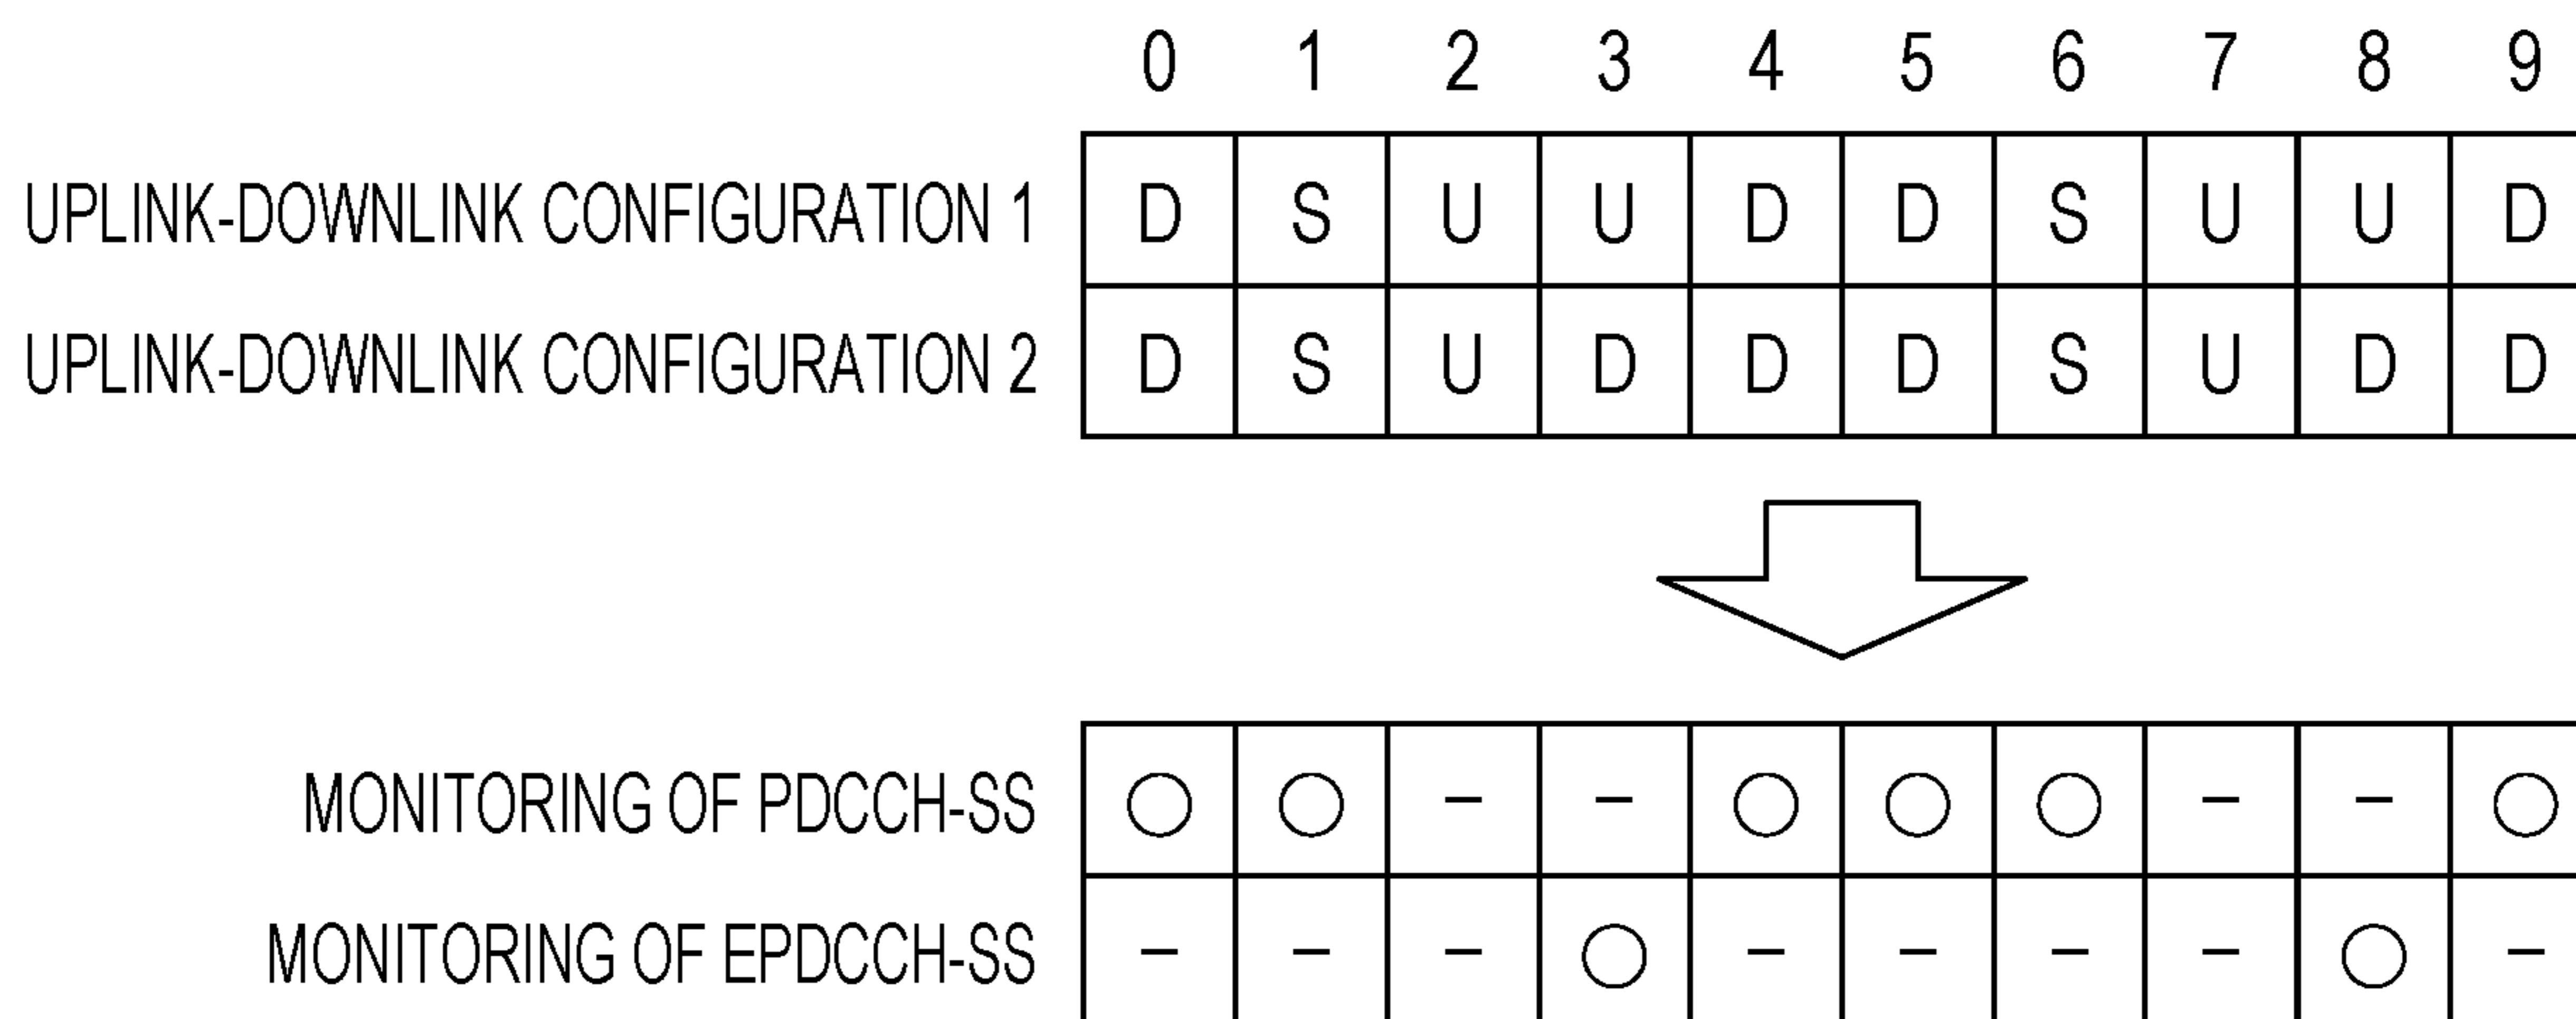 0 1 2 3 4 5 6 7 8 9
UPLINK-DOWNLINK CONFIGURATION 1 D S U U D D S U U D
UPLINK-DOWNLINK CONFIGURATION 2 D S U D D D S U D D
MONITORING OF PDCCH-SS ○ ○ - - ○ ○ ○ - - ○
MONITORING OF EPDCCH-SS - - - ○ - - - - ○ -